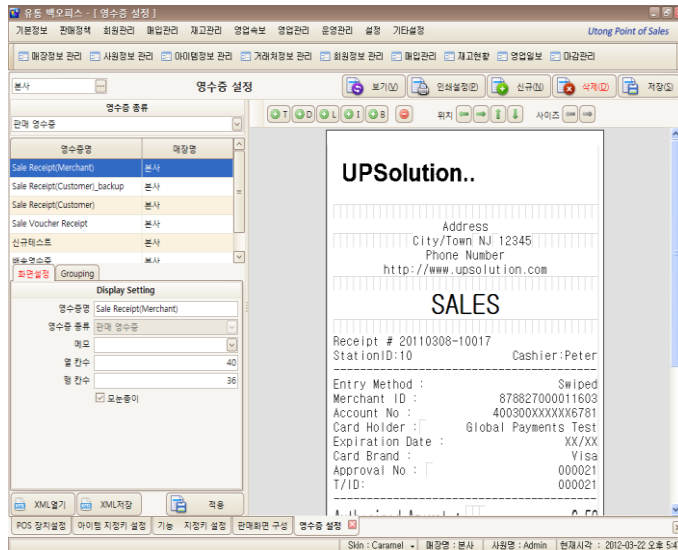 유통 백오피스 - [ 영수증 설정 ]
기본정보 판매정책 회원관리 매입관리 재고관리 영업속보 영업관리 운영관리 설정 기타설정 Utong Point of Sales
매장정보 관리 사원정보 관리 아이템정보 관리 거래처정보 관리 회원정보 관리 매입관리 재고현황 영업일보 마감관리
본사 영수증 설정 보기(V) 인쇄설정(P) 신규(N) 삭제(D) 저장(S)
영수증 종류
T D L I B 위치 사이즈
판매 영수증
영수증명 매장명
Sale Receipt(Merchant) 본사
Sale Receipt(Customer)_backup 본사
Sale Receipt(Customer) 본사
Sale Voucher Receipt 본사
신규테스트 본사
배송영수증 본사
화면설정 Grouping
Display Setting
영수증명 Sale Receipt(Merchant)
영수증 종류 판매 영수증
메모
열 칸수 40
행 칸수 36
모눈종이
XML열기 XML저장 적용
UPSolution..
Address
City/Town NJ 12345
Phone Number
http://www.upsolution.com
SALES
Receipt # 20110308-10017
StationID:10 Cashier:Peter
Entry Method : Swiped
Merchant ID : 878827000011603
Account No : 400300XXXXXX6781
Card Holder : Global Payments Test
Expiration Date : XX/XX
Card Brand : Visa
Approval No : 000021
T/ID: 000021
POS 장치설정 아이템 지정키 설정 기능 지정키 설정 판매화면 구성 영수증 설정
Skin : Caramel 매장명 : 본사 사원명 : Admin 현재시각 : 2012-03-22 오후 5:4